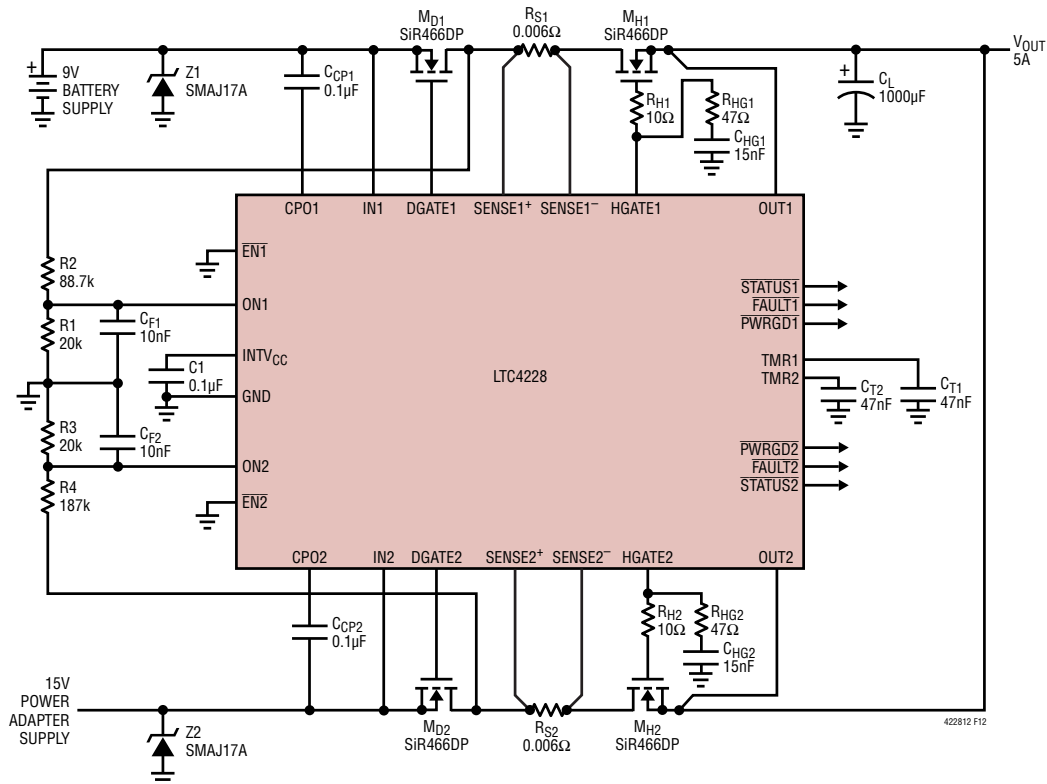 MD1
SiR466DP
RS1
0.006Ω
MH1
SiR466DP
VOUT
5A
+
9V
BATTERY
SUPPLY
Z1
SMAJ17A
CCP1
0.1µF
RH1
10Ω
RHG1
47Ω
CHG1
15nF
+
CL
1000µF
CPO1
IN1
DGATE1
SENSE1+
SENSE1–
HGATE1
OUT1
EN1
R2
88.7k
ON1
R1
20k
CF1
10nF
INTVCC
C1
0.1µF
GND
R3
20k
CF2
10nF
ON2
R4
187k
EN2
LTC4228
STATUS1
FAULT1
PWRGD1
TMR1
TMR2
CT2
47nF
CT1
47nF
PWRGD2
FAULT2
STATUS2
CPO2
IN2
DGATE2
SENSE2+
SENSE2–
HGATE2
OUT2
CCP2
0.1µF
RH2
10Ω
RHG2
47Ω
CHG2
15nF
15V
POWER
ADAPTER
SUPPLY
Z2
SMAJ17A
MD2
SiR466DP
RS2
0.006Ω
MH2
SiR466DP
422812 F12